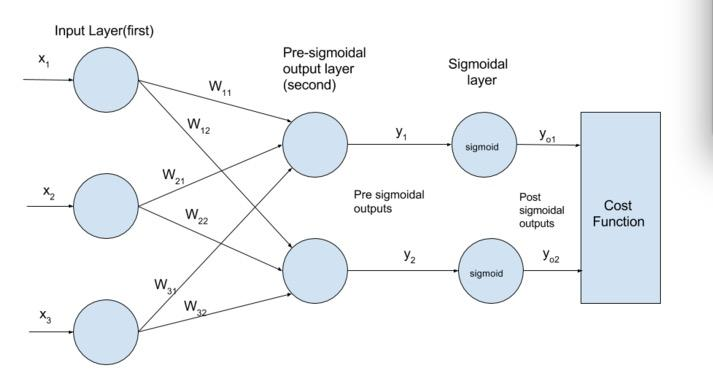 Input Layer(first)
x1
Pre-sigmoidal
output layer
(second)
Sigmoidal
layer
W11
W12
y1
sigmoid
yo1
W21
x2
Pre sigmoidal
outputs
Post
sigmoidal
outputs
Cost
Function
W22
y2
sigmoid
yo2
W31
W32
x3